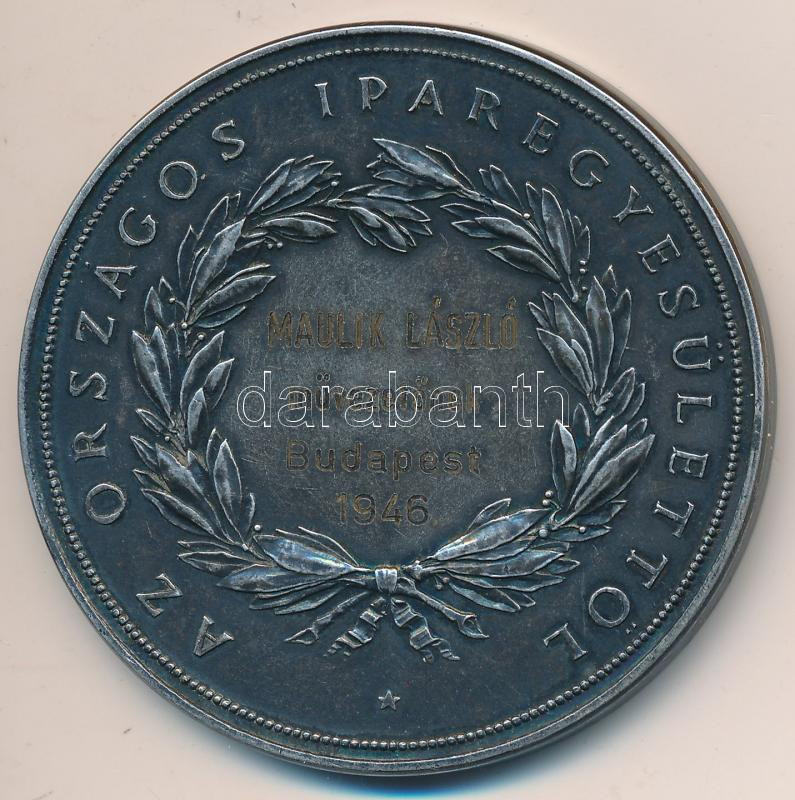 AZ ORSZÁGOS IPAREGYESÜLETTŐL
MAULIK LÁSZLÓ
Budapest
1946.
darabanth